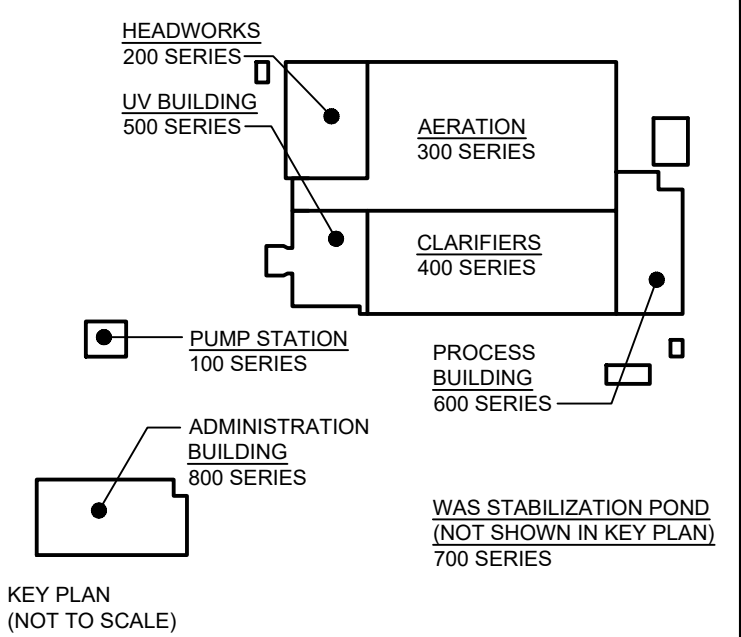 HEADWORKS
200 SERIES
UV BUILDING
500 SERIES
AERATION
300 SERIES
CLARIFIERS
400 SERIES
PUMP STATION
100 SERIES
PROCESS
BUILDING
600 SERIES
ADMINISTRATION
BUILDING
800 SERIES
WAS STABILIZATION POND
(NOT SHOWN IN KEY PLAN)
700 SERIES
KEY PLAN
(NOT TO SCALE)